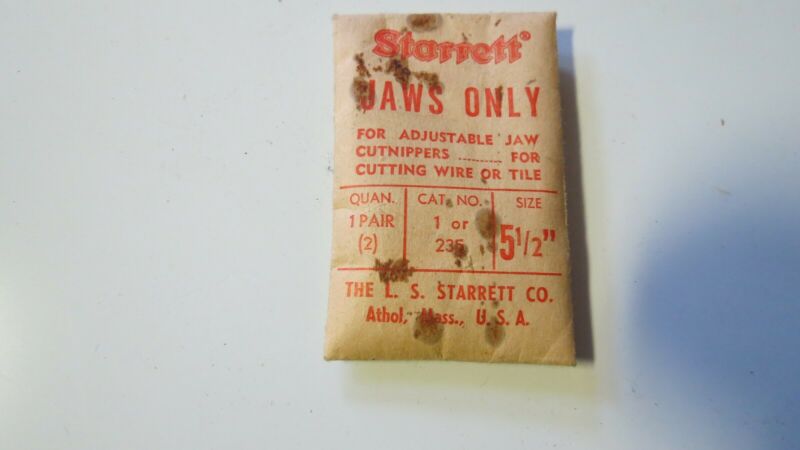 Starrett®
JAWS ONLY
FOR ADJUSTABLE JAW
CUTNIPPERS .......... FOR
CUTTING WIRE OR TILE
QUAN. CAT. NO. SIZE
1 PAIR 1 or 5 1/2"
(2) 235
THE L. S. STARRETT CO.
Athol, Mass., U. S. A.